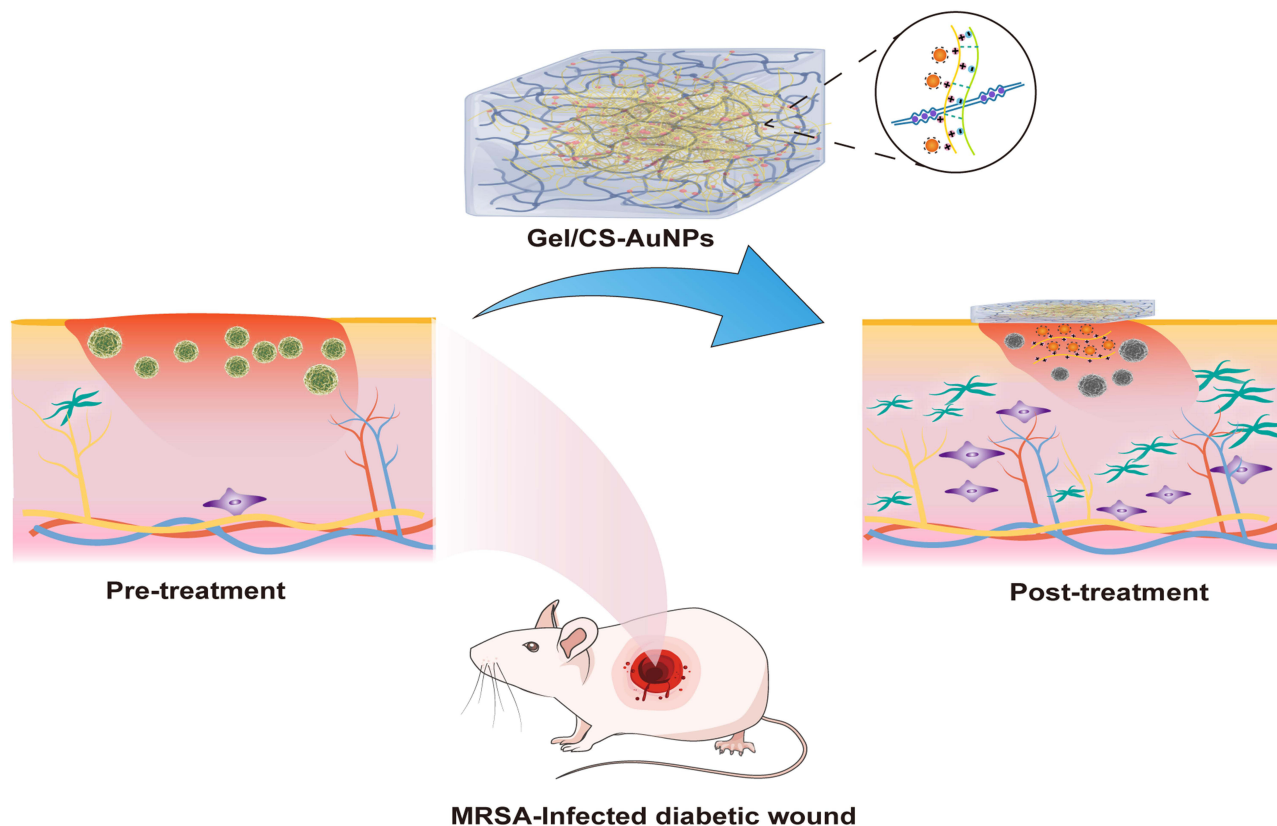 Gel/CS-AuNPs
Pre-treatment
Post-treatment
MRSA-Infected diabetic wound